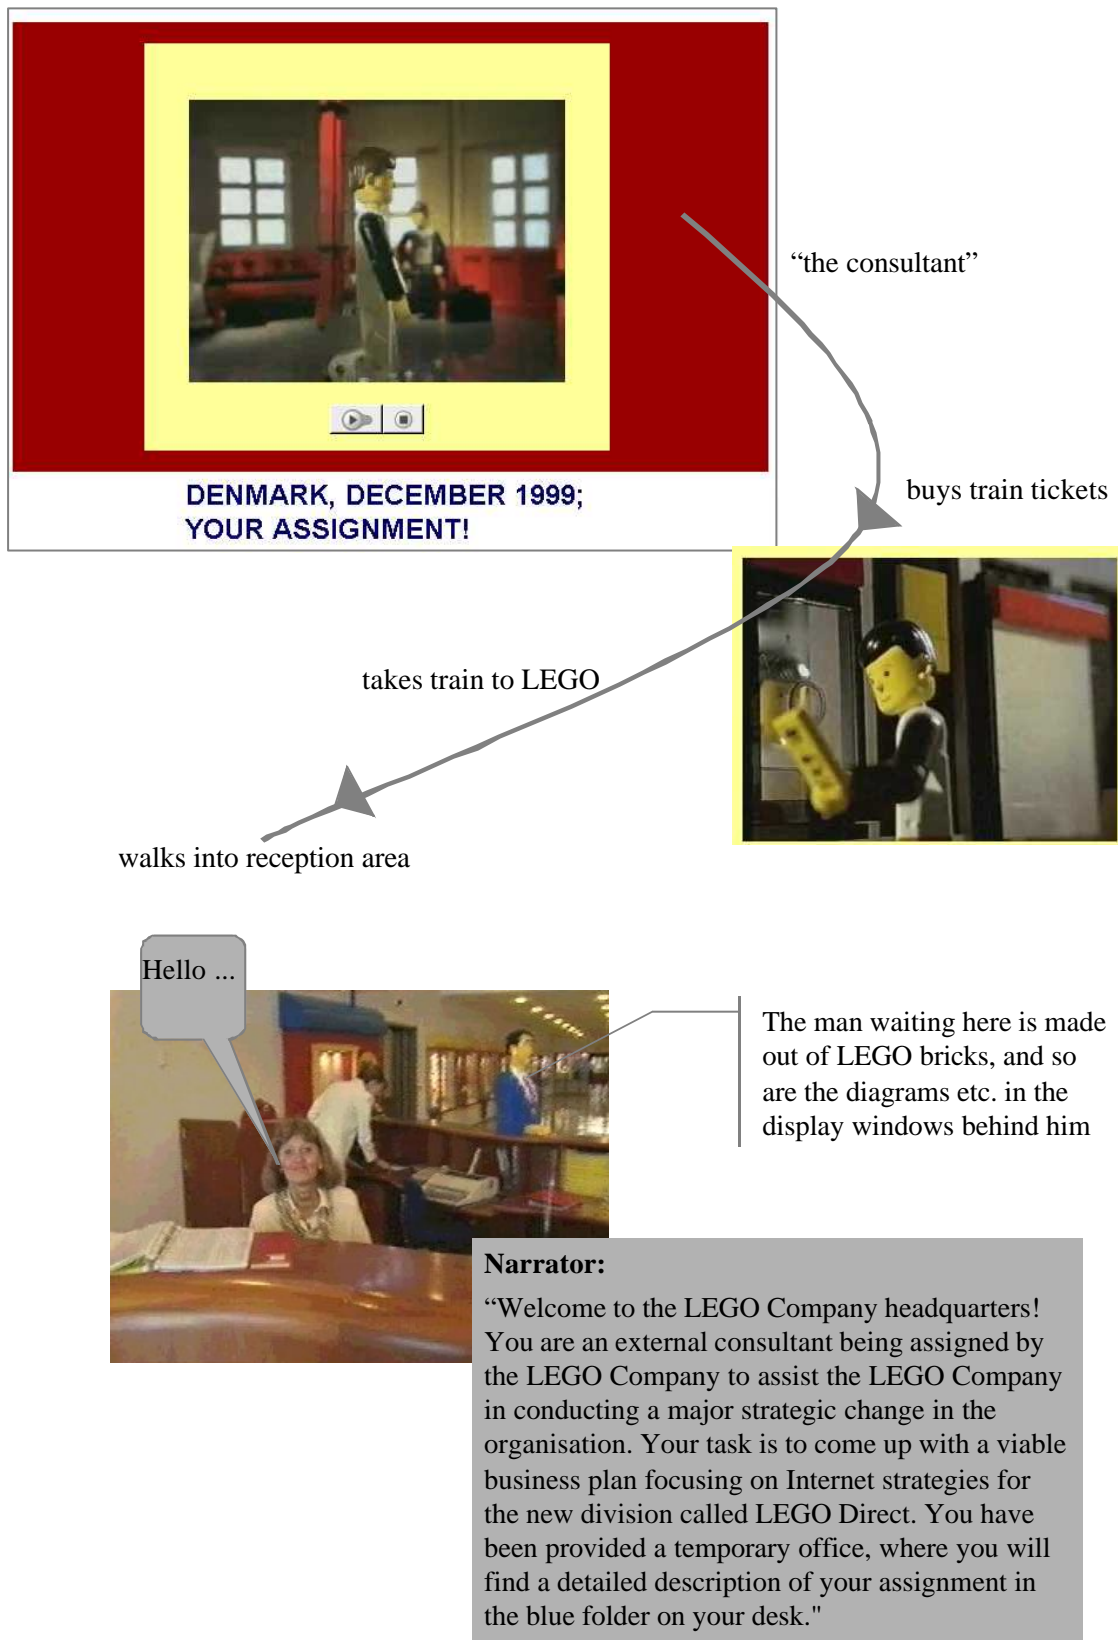 DENMARK, DECEMBER 1999;
YOUR ASSIGNMENT!
“the consultant”
buys train tickets
takes train to LEGO
walks into reception area
Hello ...
The man waiting here is made
out of LEGO bricks, and so
are the diagrams etc. in the
display windows behind him
Narrator:
“Welcome to the LEGO Company headquarters!
You are an external consultant being assigned by
the LEGO Company to assist the LEGO Company
in conducting a major strategic change in the
organisation. Your task is to come up with a viable
business plan focusing on Internet strategies for
the new division called LEGO Direct. You have
been provided a temporary office, where you will
find a detailed description of your assignment in
the blue folder on your desk."